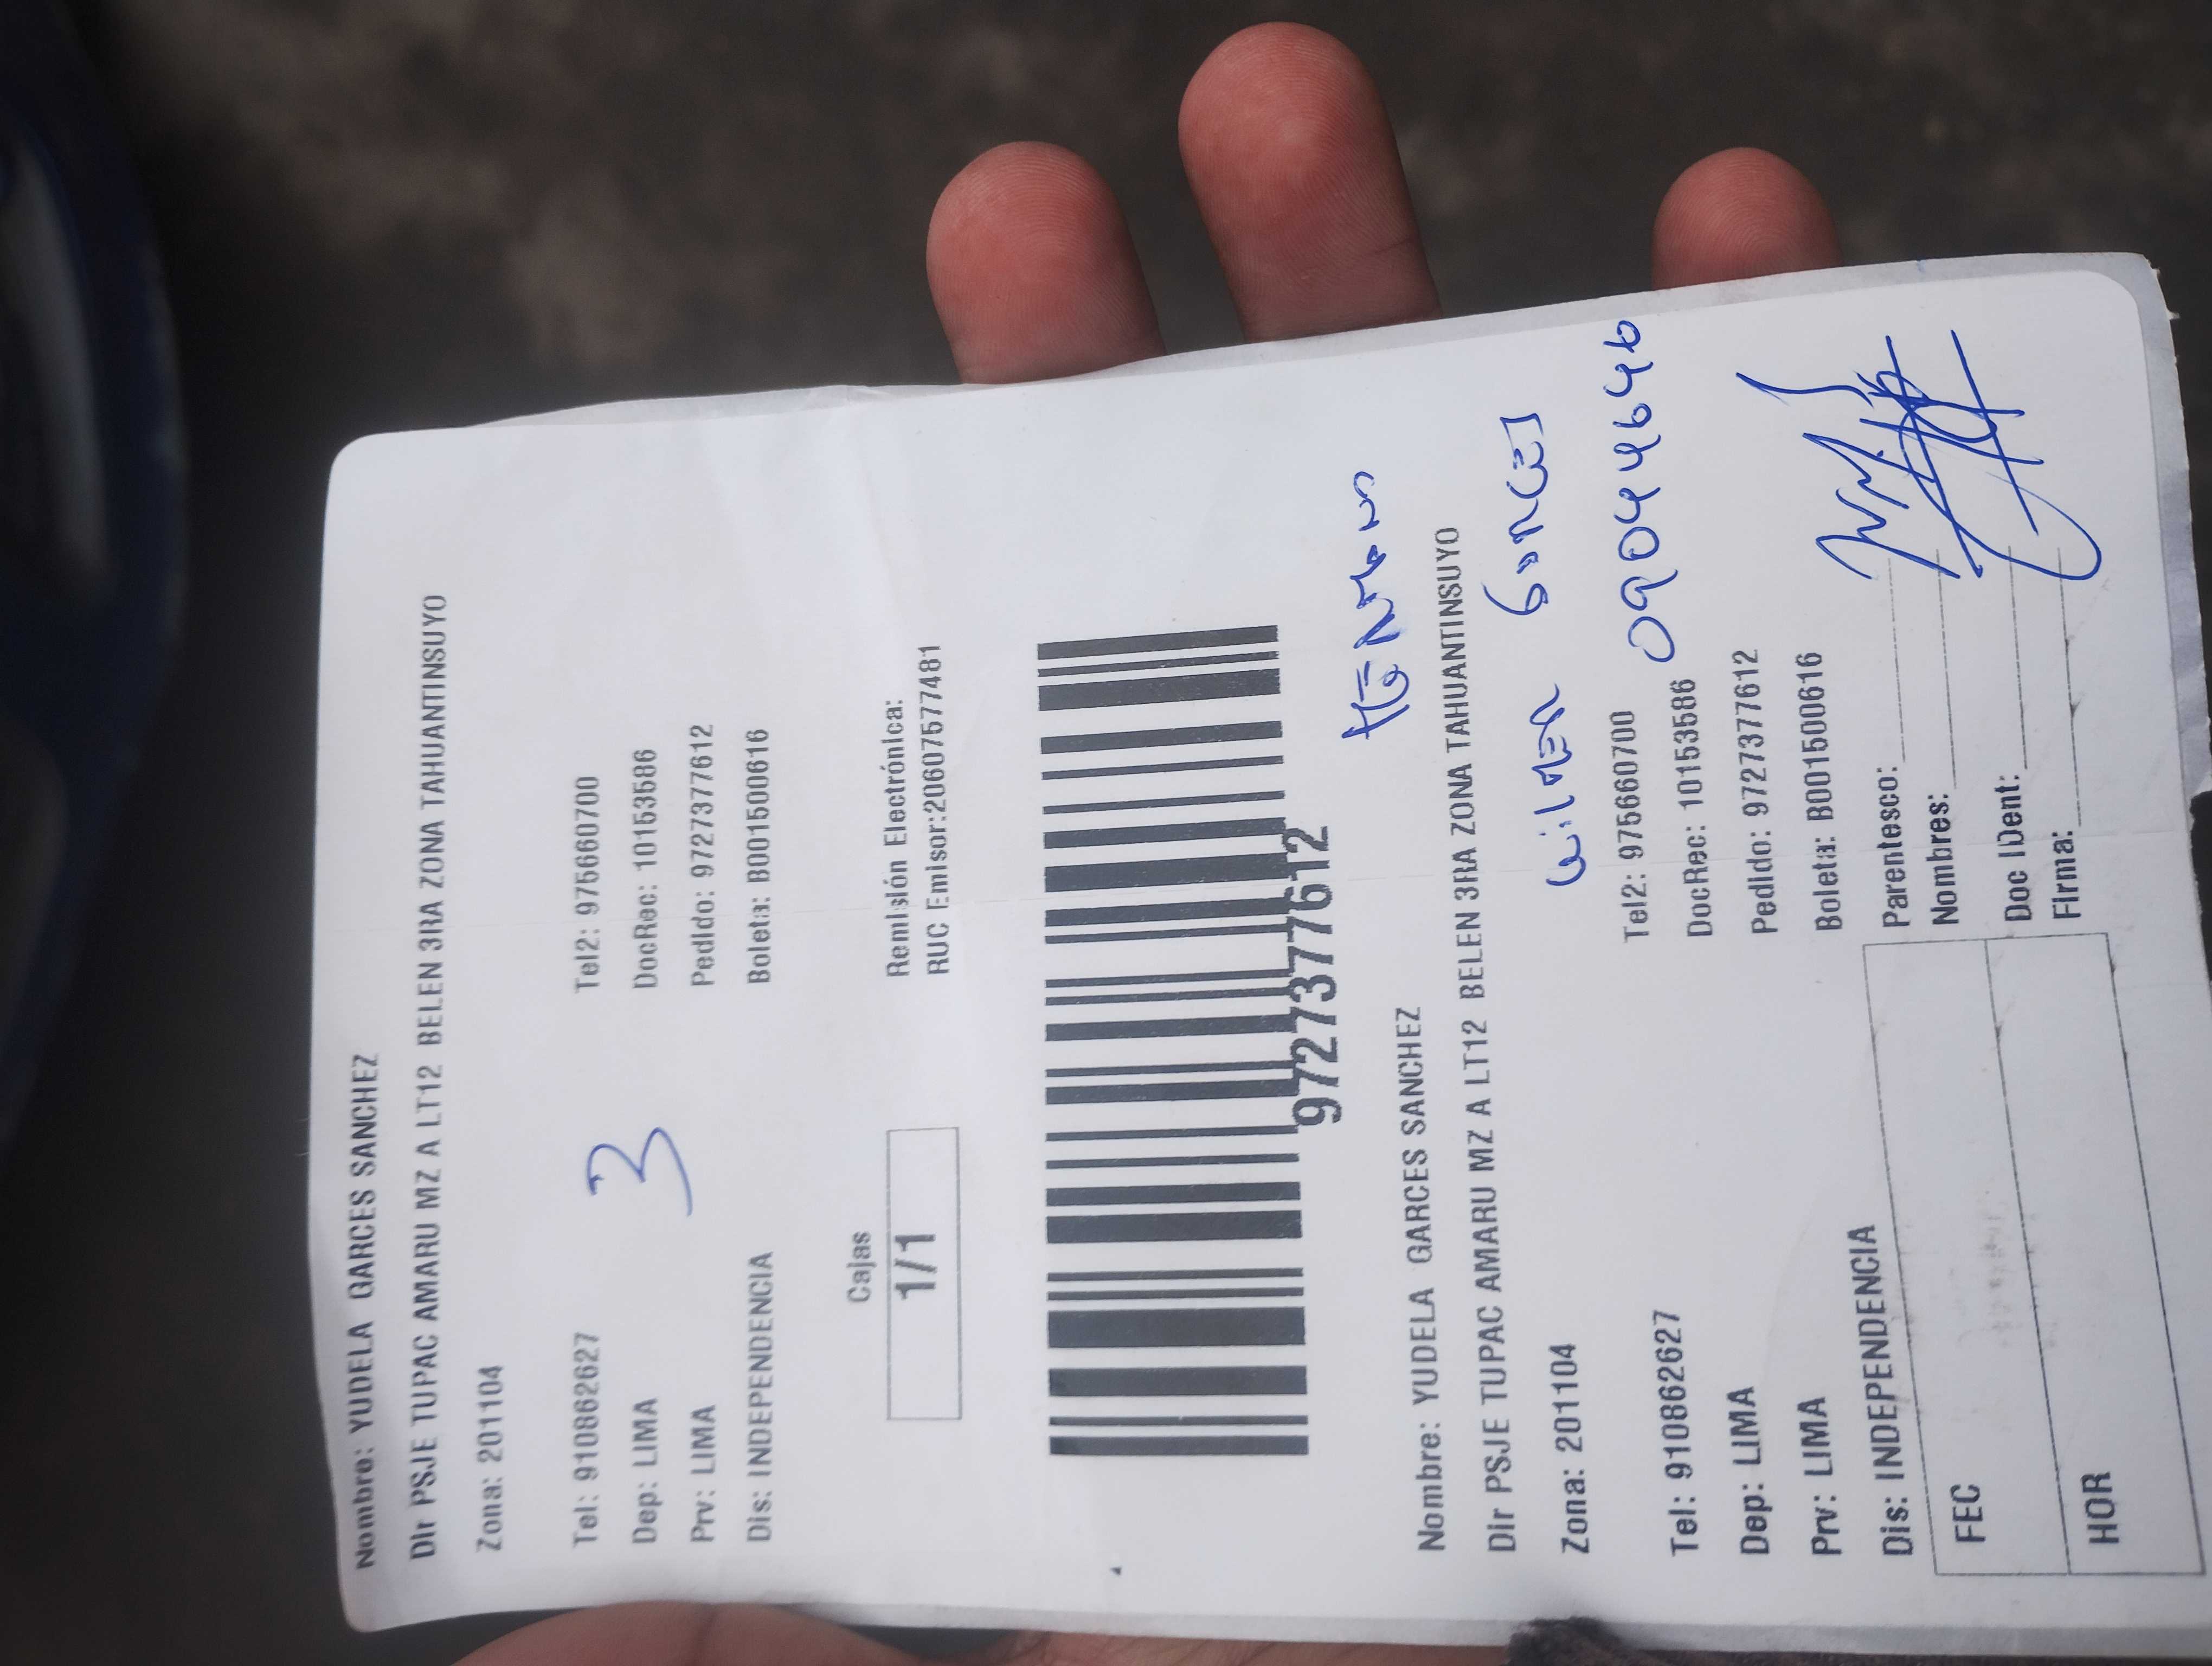 Nombre: YUDELA GARCES SANCHEZ
Dir PSJE TUPAC AMARU MZ A LT12 BELEN 3RA ZONA TAHUANTINSUYO
Zona: 201104
Tel: 910862627 Tel2: 975660700
Dep: LIMA 3 DocRec: 10153586
Prv: LIMA Pedido: 9727377612
Dis: INDEPENDENCIA Boleta: B001500616
Cajas
1/1
Remisión Electrónica:
RUC Emisor:20607577481
9727377612
HERMANO
Nombre: YUDELA GARCES SANCHEZ
Dir PSJE TUPAC AMARU MZ A LT12 BELEN 3RA ZONA TAHUANTINSUYO
Zona: 201104
Wilmer Garces
Tel: 910862627 Tel2: 975660700
09044646
Dep: LIMA DocRec: 10153586
Prv: LIMA Pedido: 9727377612
Dis: INDEPENDENCIA Boleta: B001500616
FEC
HOR
Parentesco:
Nombres:
Doc IDent:
Firma: